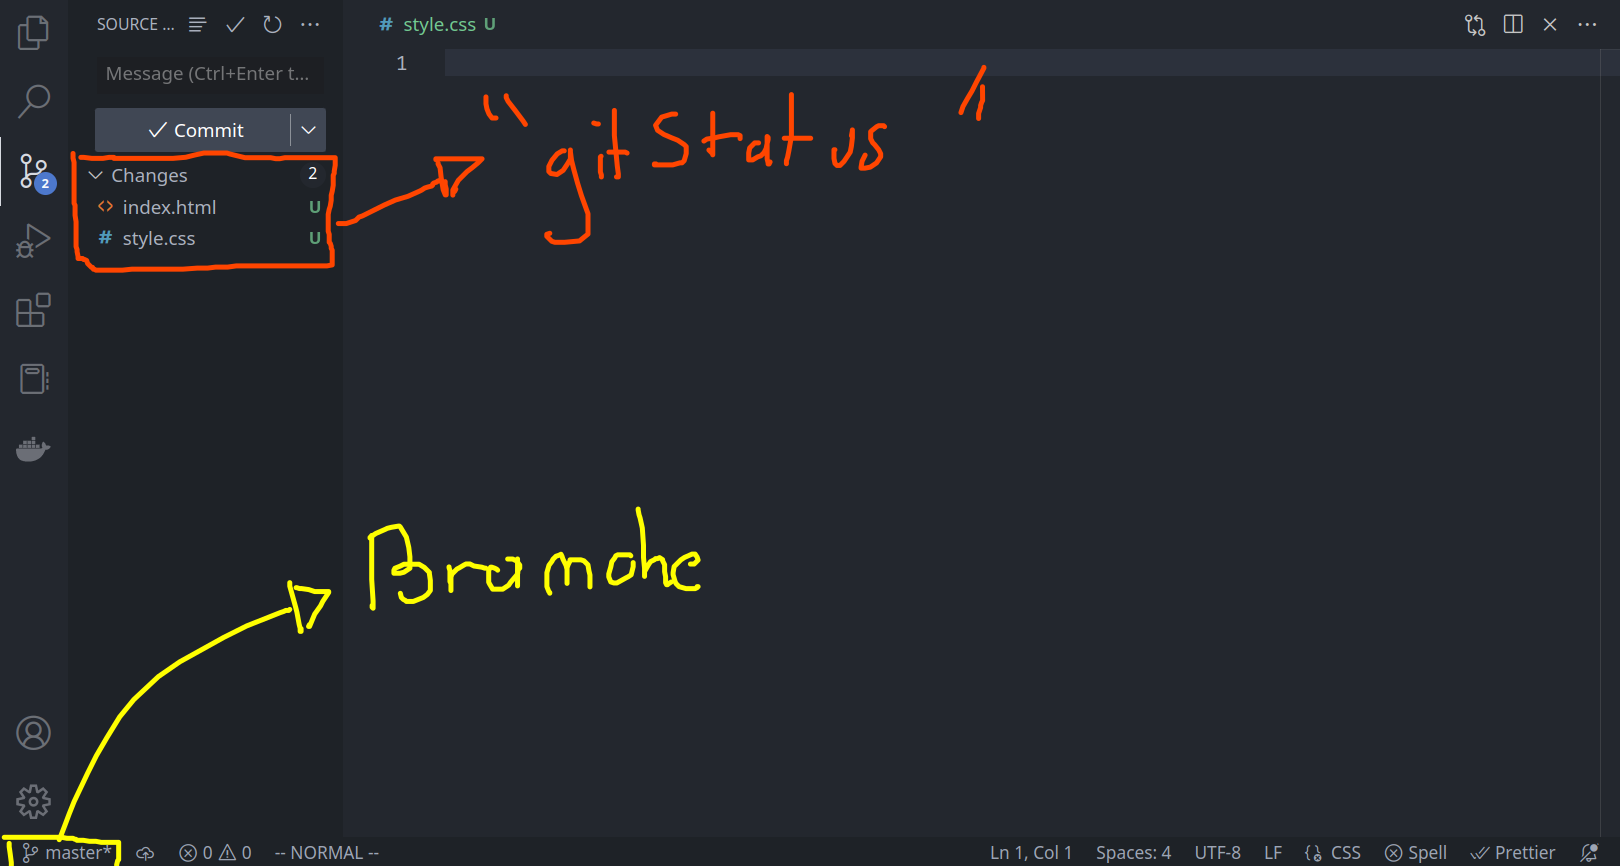 SOURCE ...
# style.css U
Message (Ctrl+Enter t...
1
Commit
" git Status "
Changes 2
<> index.html U
# style.css U
2
Branche
master* 0 0 -- NORMAL -- Ln 1, Col 1 Spaces: 4 UTF-8 LF CSS Spell Prettier